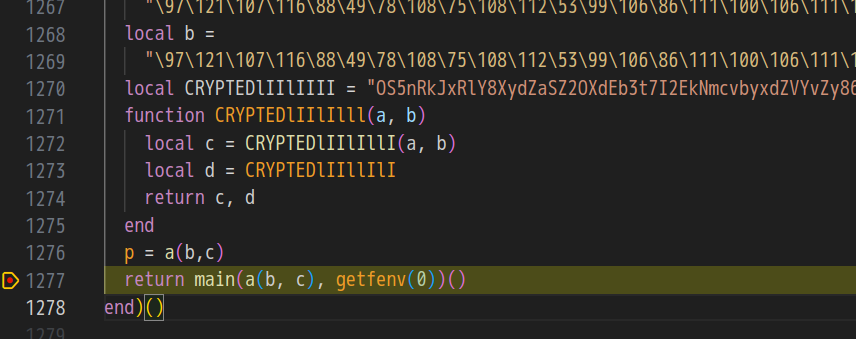 1267 "\97\121\107\116\88\49\78\108\75\108\112\53\99\106\86\111\100\106\111\1
1268 local b =
1269 "\97\121\107\116\88\49\78\108\75\108\112\53\99\106\86\111\100\106\111\1
1270 local CRYPTEDlIIlIIII = "OS5nRkJxRlY8XydZaSZ2OXdEb3t7I2EkNmcvbyxdZVYvZy86
1271 function CRYPTEDlIIlIlll(a, b)
1272 local c = CRYPTEDlIIlIllI(a, b)
1273 local d = CRYPTEDlIIllIlI
1274 return c, d
1275 end
1276 p = a(b,c)
1277 return main(a(b, c), getfenv(0))()
1278 end)()
1279